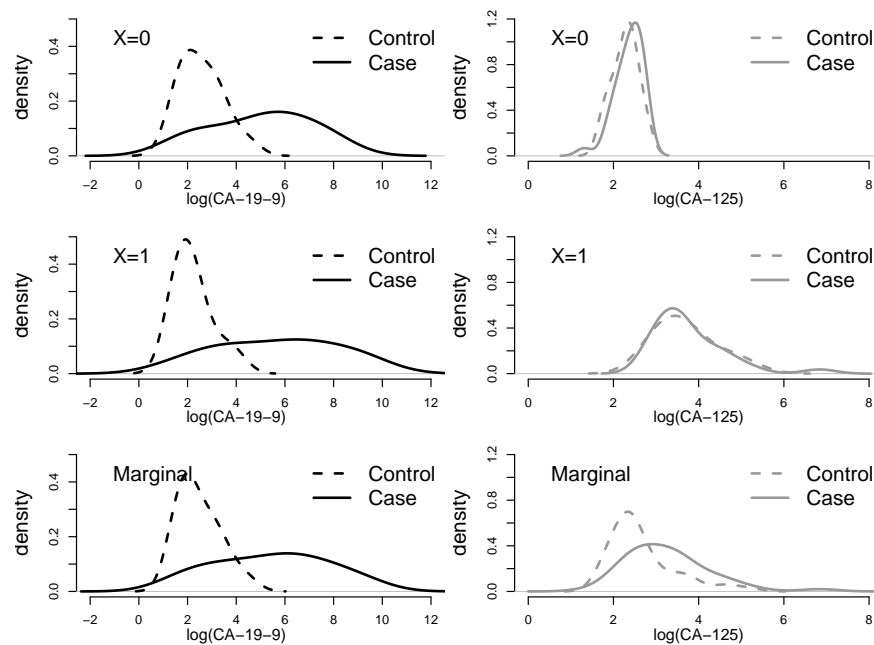 X=0
Control
Case
density
0.0 0.2 0.4
−2 0 2 4 6 8 10 12
log(CA−19−9)
X=0
Control
Case
density
0.0 0.4 0.8 1.2
0 2 4 6 8
log(CA−125)
X=1
Control
Case
density
0.0 0.2 0.4
−2 0 2 4 6 8 10 12
log(CA−19−9)
X=1
Control
Case
density
0.0 0.4 0.8 1.2
0 2 4 6 8
log(CA−125)
Marginal
Control
Case
density
0.0 0.2 0.4
−2 0 2 4 6 8 10 12
log(CA−19−9)
Marginal
Control
Case
density
0.0 0.4 0.8 1.2
0 2 4 6 8
log(CA−125)